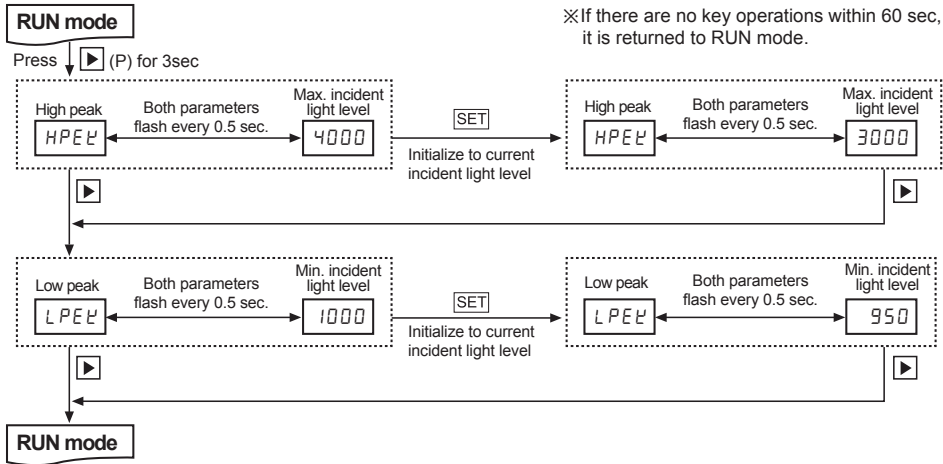 RUN mode
※If there are no key operations within 60 sec,
it is returned to RUN mode.
Press ▶ (P) for 3sec
High peak
HPEK
Both parameters
flash every 0.5 sec.
Max. incident
light level
4000
SET
Initialize to current
incident light level
High peak
HPEK
Both parameters
flash every 0.5 sec.
Max. incident
light level
3000
▶
▶
Low peak
LPEK
Both parameters
flash every 0.5 sec.
Min. incident
light level
1000
SET
Initialize to current
incident light level
Low peak
LPEK
Both parameters
flash every 0.5 sec.
Min. incident
light level
950
▶
▶
RUN mode